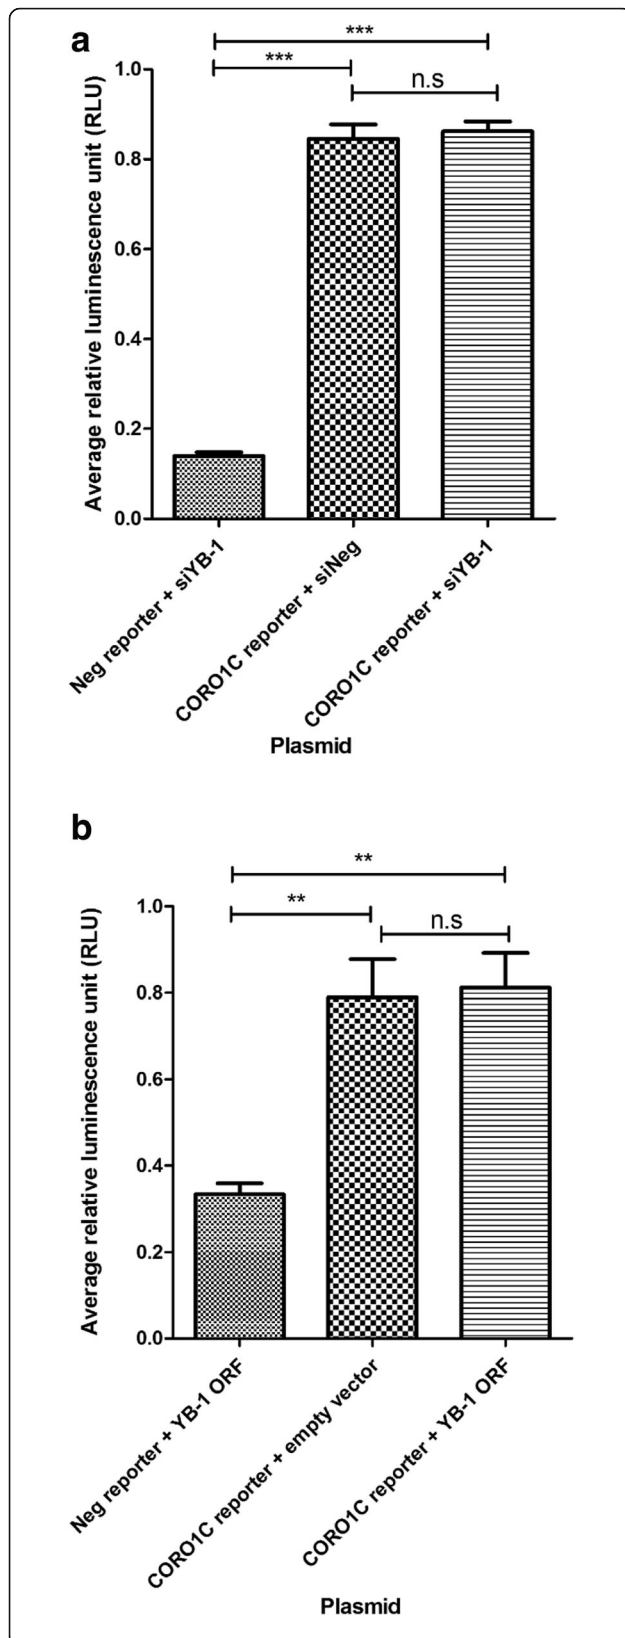 a
***
***
n.s
Average relative luminescence unit (RLU)
1.0
0.8
0.6
0.4
0.2
0.0
Neg reporter + siYB-1
CORO1C reporter + siNeg
CORO1C reporter + siYB-1
Plasmid
b
**
**
n.s
Average relative luminescence unit (RLU)
1.0
0.8
0.6
0.4
0.2
0.0
Neg reporter + YB-1 ORF
CORO1C reporter + empty vector
CORO1C reporter + YB-1 ORF
Plasmid